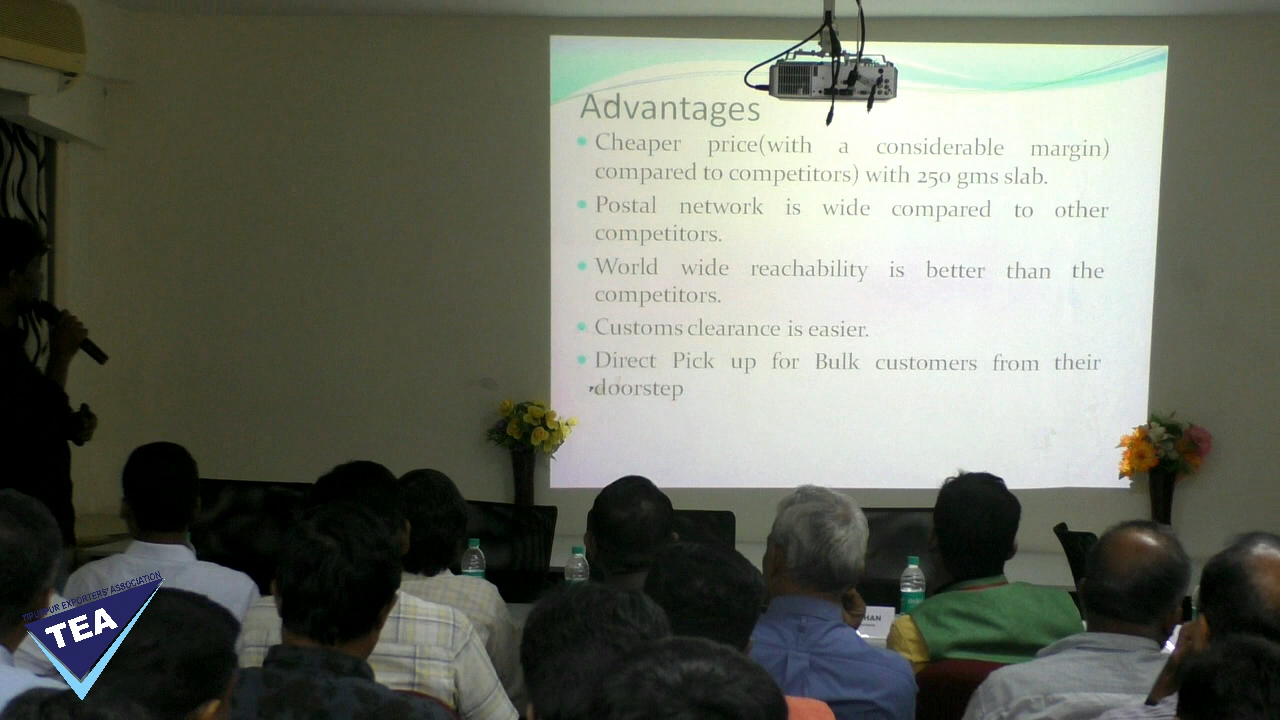 Advantages
Cheaper price(with a considerable margin)
compared to competitors) with 250 gms slab.
Postal network is wide compared to other
competitors.
World wide reachability is better than the
competitors.
Customs clearance is easier.
Direct Pick up for Bulk customers from their
doorstep
HAN
TIRUPPUR EXPORTERS' ASSOCIATION
TEA